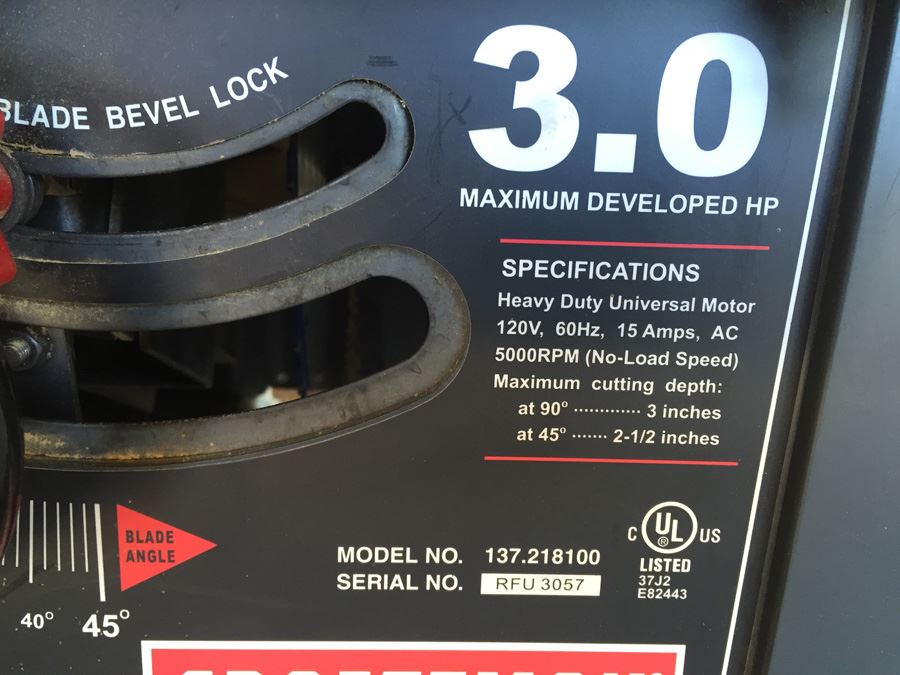 BLADE BEVEL LOCK
3.0
MAXIMUM DEVELOPED HP
SPECIFICATIONS
Heavy Duty Universal Motor
120V, 60Hz, 15 Amps, AC
5000RPM (No-Load Speed)
Maximum cutting depth:
at 90° ············· 3 inches
at 45° ······· 2-1/2 inches
BLADE
ANGLE
40° 45°
MODEL NO. 137.218100
SERIAL NO. RFU 3057
C UL US
®
LISTED
37J2
E82443